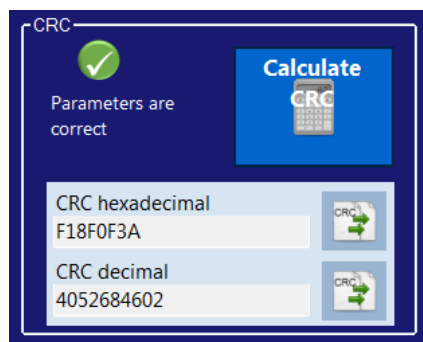 CRC
Calculate
CRC
Parameters are
correct
CRC hexadecimal
F18F0F3A
CRC
CRC decimal
4052684602
CRC